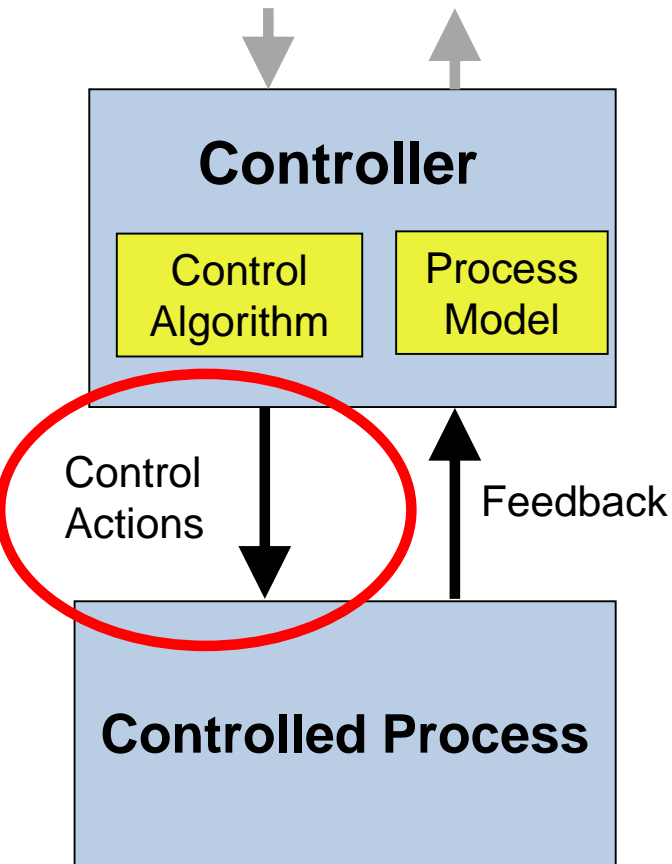 Controller
Control
Algorithm
Process
Model
Control
Actions
Feedback
Controlled Process